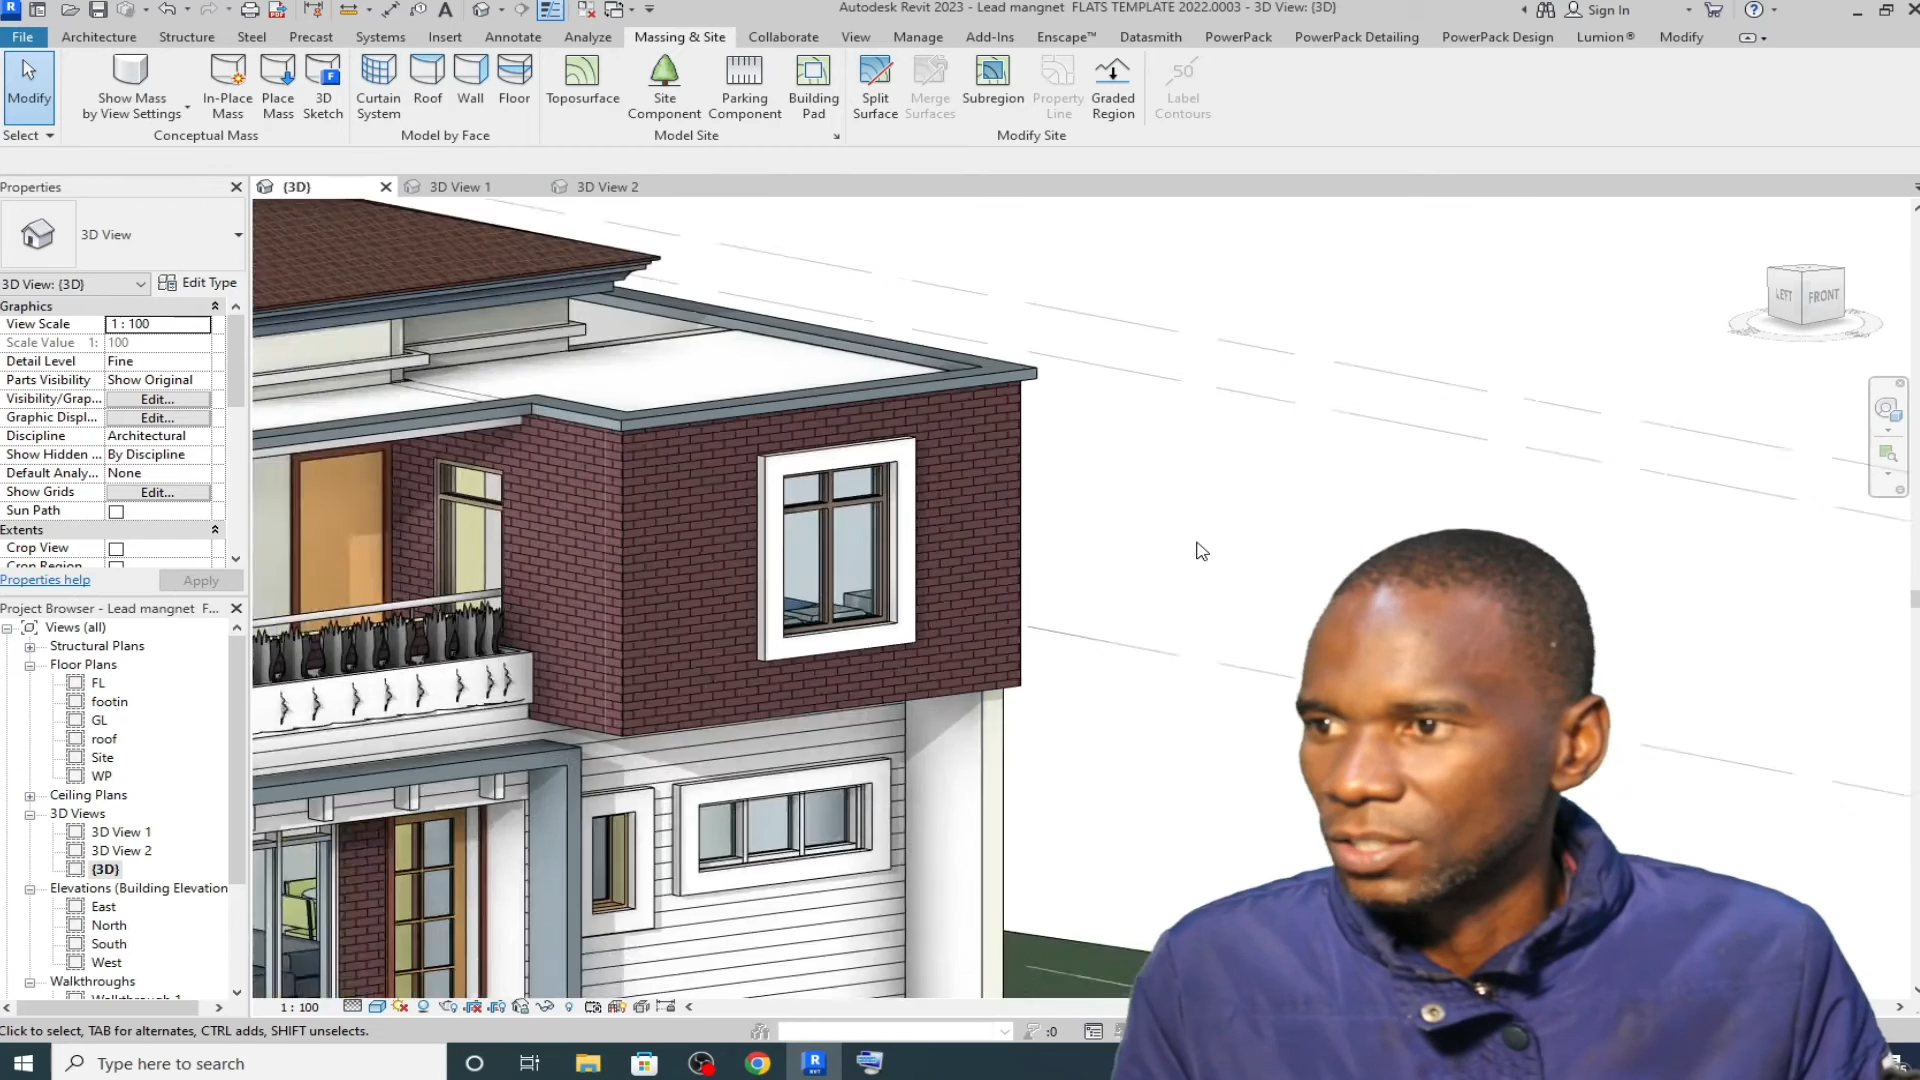 Autodesk Revit 2023 - Lead mangnet FLATS TEMPLATE 2022.0003 - 3D View: {3D}
Sign In
File Architecture Structure Steel Precast Systems Insert Annotate Analyze Massing & Site Collaborate View Manage Add-Ins Enscape™ Datasmith PowerPack PowerPack Detailing PowerPack Design Lumion® Modify
Modify
Show Mass by View Settings
In-Place Mass
Place Mass
3D Sketch
Curtain System
Roof
Wall
Floor
Toposurface
Site Component
Parking Component
Building Pad
Split Surface
Merge Surfaces
Subregion
Property Line
Graded Region
50
Label Contours
Select
Conceptual Mass
Model by Face
Model Site
Modify Site
Properties
{3D}
3D View 1
3D View 2
3D View
3D View: {3D}
Edit Type
Graphics
View Scale 1 : 100
Scale Value 1: 100
Detail Level Fine
Parts Visibility Show Original
Visibility/Grap... Edit...
Graphic Displ... Edit...
Discipline Architectural
Show Hidden ... By Discipline
Default Analy... None
Show Grids Edit...
Sun Path
Extents
Crop View
Properties help
Apply
Project Browser - Lead mangnet F...
Views (all)
Structural Plans
Floor Plans
FL
footin
GL
roof
Site
WP
Ceiling Plans
3D Views
3D View 1
3D View 2
{3D}
Elevations (Building Elevation
East
North
South
West
Walkthroughs
LEFT
FRONT
1 : 100
Click to select, TAB for alternates, CTRL adds, SHIFT unselects.
:0
Type here to search